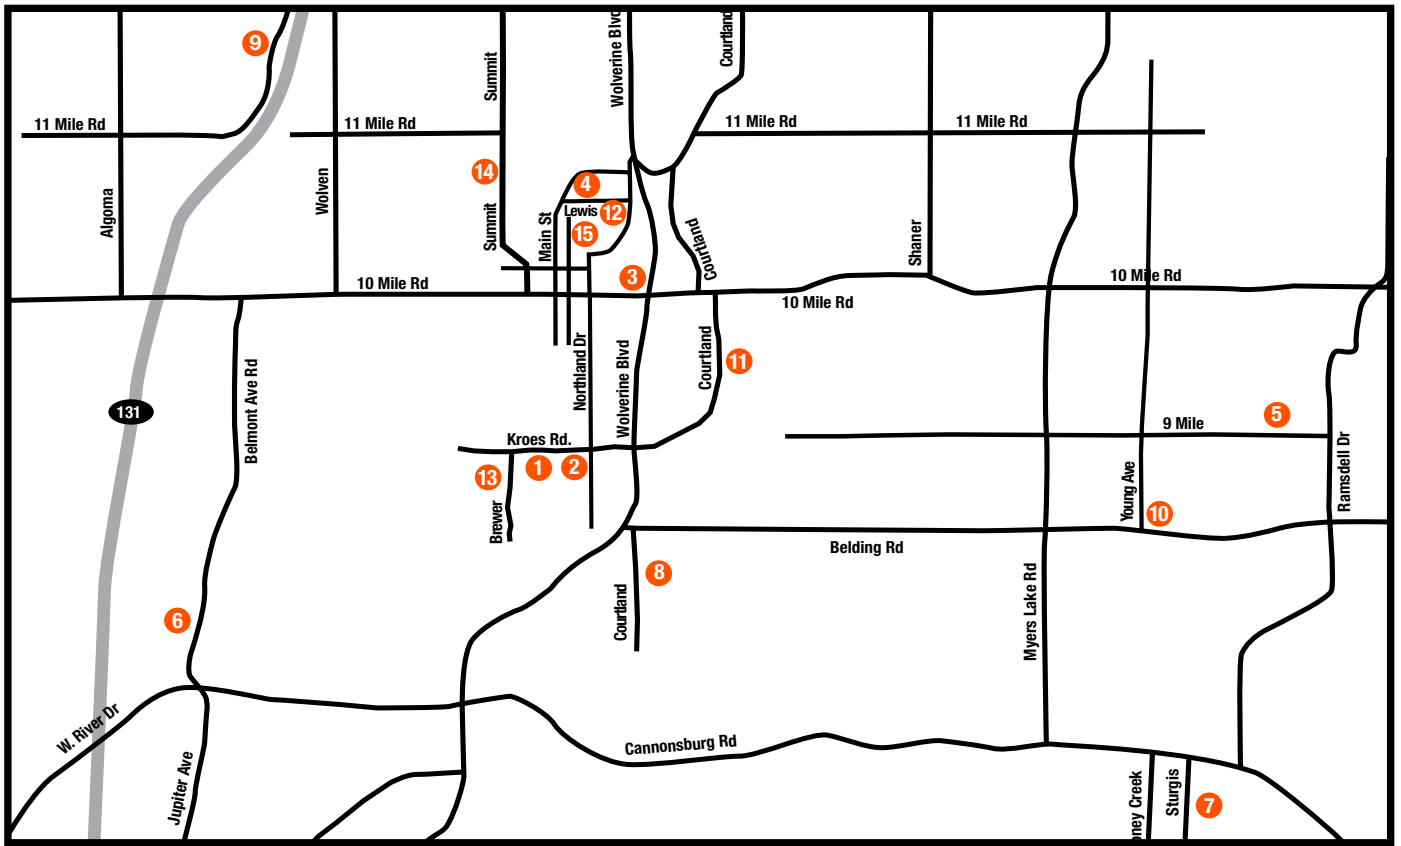 Summit
Wolverine Blvd
Courtland
9
11 Mile Rd
11 Mile Rd
11 Mile Rd
11 Mile Rd
14
4
Algoma
Wolven
Summit
Main St
Lewis
12
15
Courtland
Shaner
3
10 Mile Rd
10 Mile Rd
10 Mile Rd
Belmont Ave Rd
Northland Dr
Wolverine Blvd
Courtland
11
131
5
9 Mile
Kroes Rd.
13
1
2
Brewer
Young Ave
10
Ramsdell Dr
Belding Rd
8
Courtland
Myers Lake Rd
6
W. River Dr
Cannonsburg Rd
Jupiter Ave
oney Creek
Sturgis
7